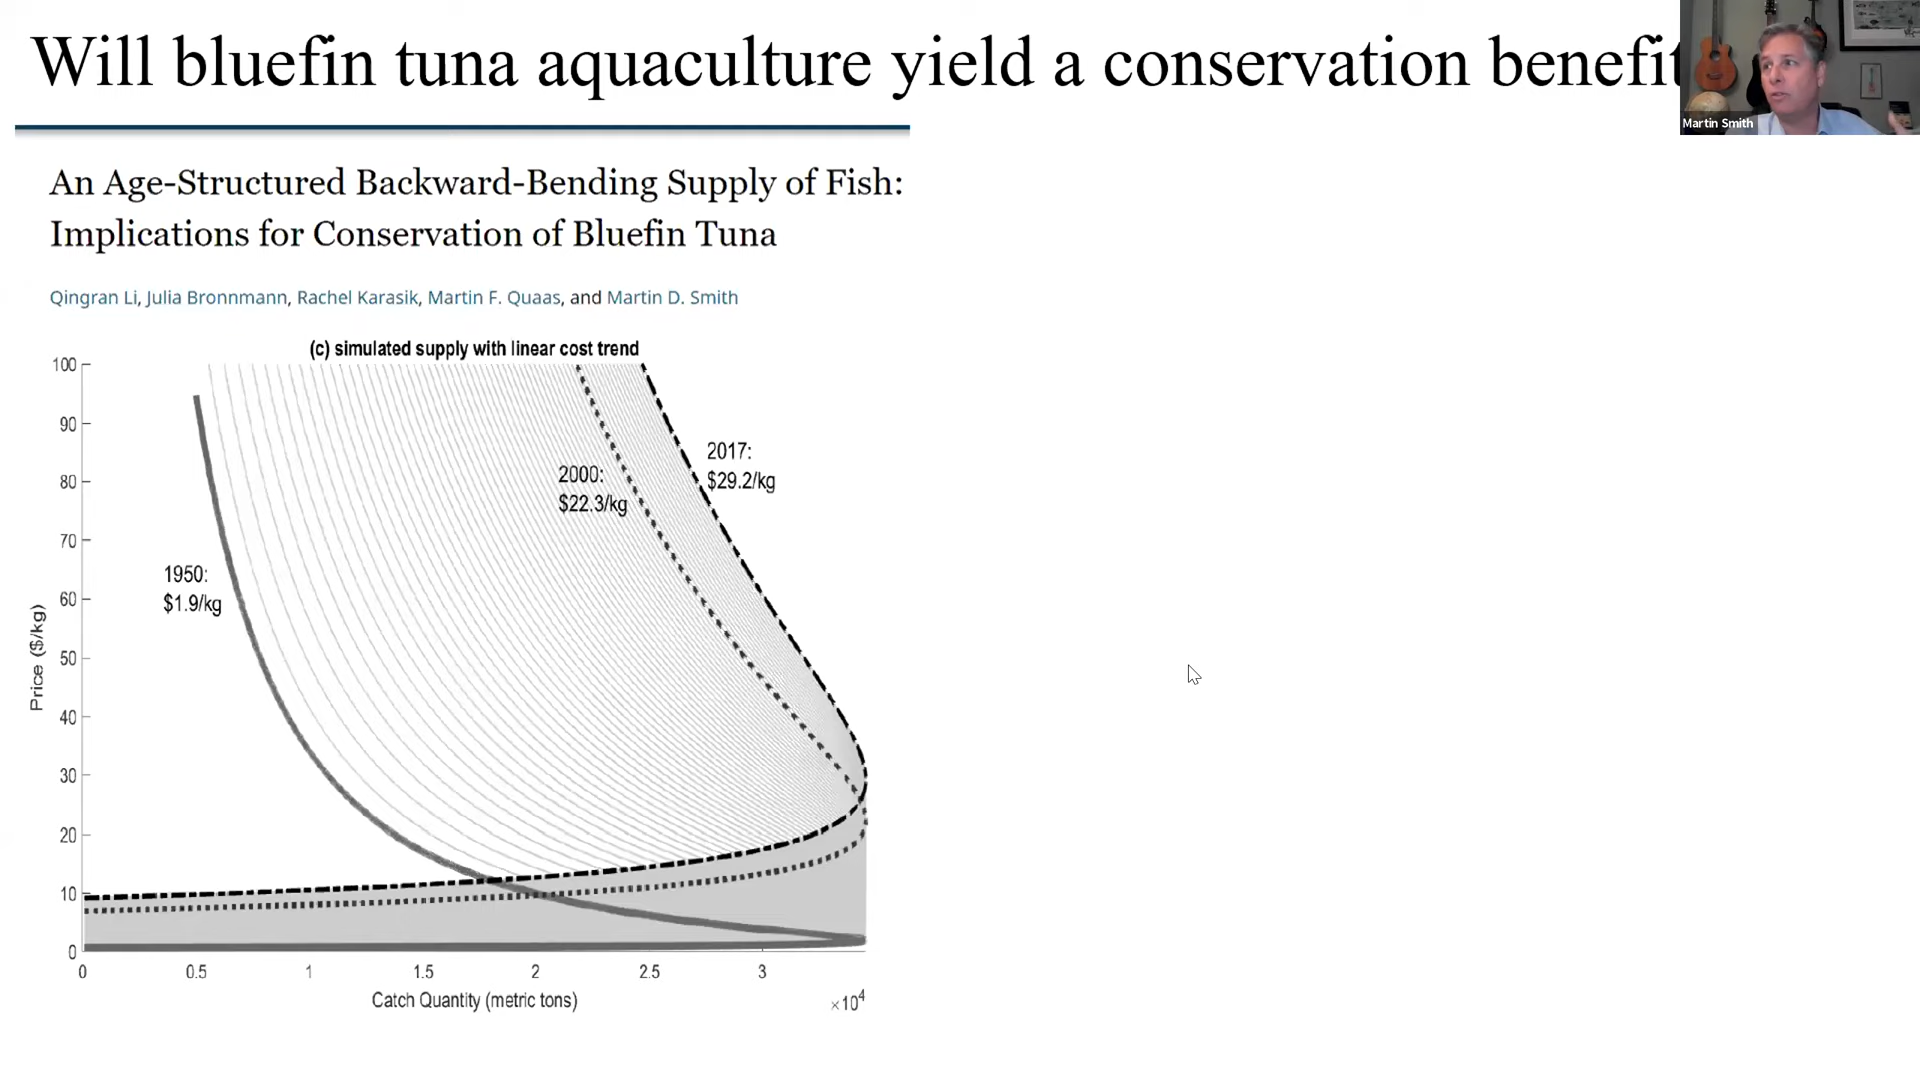 Will bluefin tuna aquaculture yield a conservation benefit
Martin Smith
An Age-Structured Backward-Bending Supply of Fish:
Implications for Conservation of Bluefin Tuna
Qingran Li, Julia Bronnmann, Rachel Karasik, Martin F. Quaas, and Martin D. Smith
(c) simulated supply with linear cost trend
100
90
80
70
60
50
40
30
20
10
0
Price ($/kg)
2017:
$29.2/kg
2000:
$22.3/kg
1950:
$1.9/kg
0 0.5 1 1.5 2 2.5 3
Catch Quantity (metric tons)
×10⁴